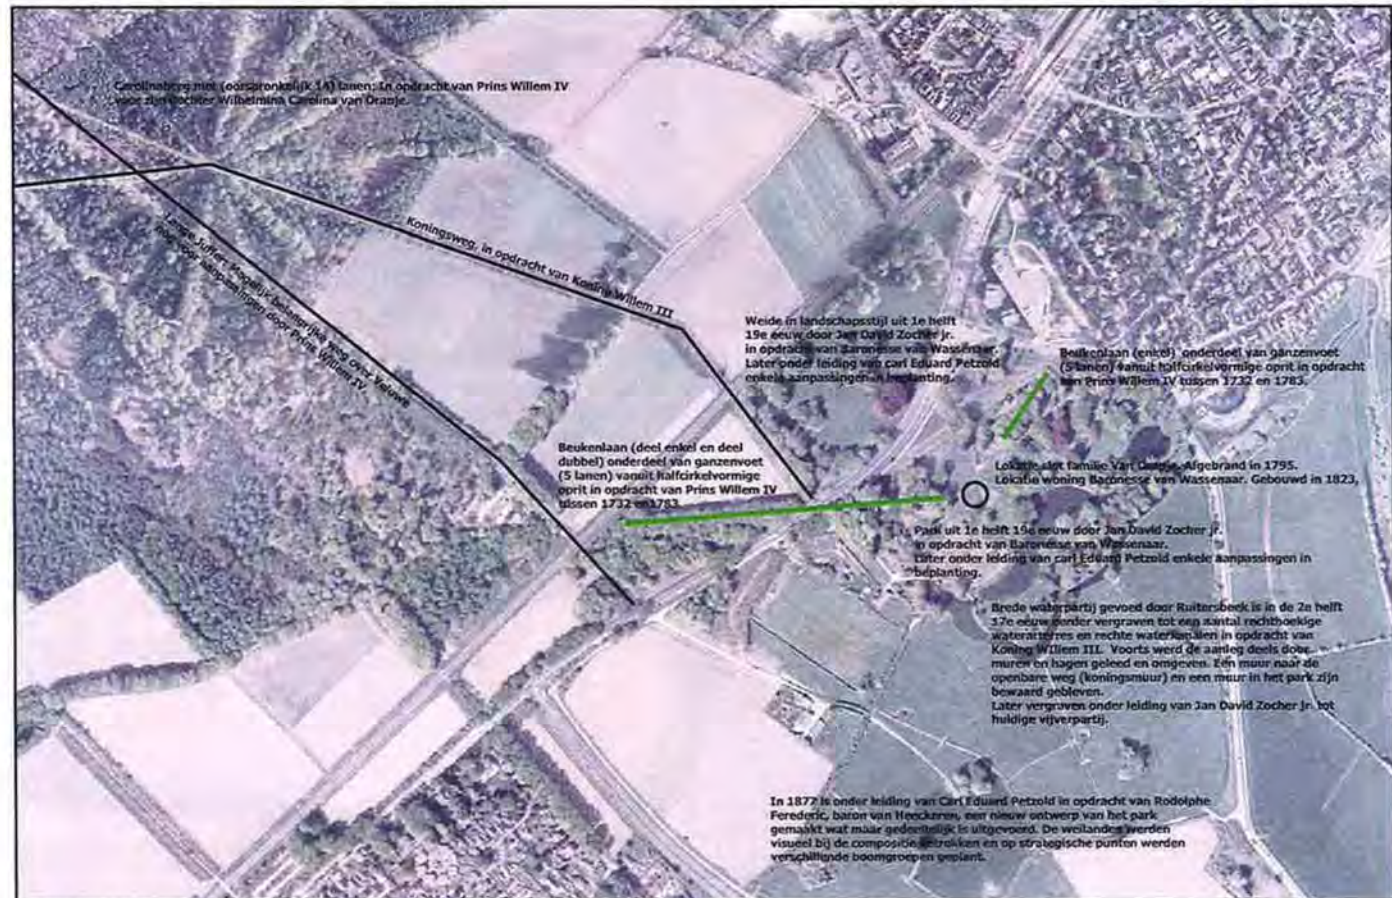 Carolinaberg met (oorspronkelijk 14) lanen: In opdracht van Prins Willem IV
voor zijn dochter Wilhelmina Carolina van Oranje.
Koningsweg, in opdracht van Koning Willem III
Lange Juffer: Mogelijk belangrijke weg over Veluwe
nog voor aanpassingen door Prins Willem IV
Weide in landschapsstijl uit 1e helft
19e eeuw door Jan David Zocher jr.
in opdracht van Baronesse van Wassenaar.
Later onder leiding van carl Eduard Petzold
enkele aanpassingen in beplanting.
Beukenlaan (enkel) onderdeel van ganzenvoet
(5 lanen) vanuit halfcirkelvormige oprit in opdracht
van Prins Willem IV tussen 1732 en 1783.
Beukenlaan (deel enkel en deel
dubbel) onderdeel van ganzenvoet
(5 lanen) vanuit halfcirkelvormige
oprit in opdracht van Prins Willem IV
tussen 1732 en 1783.
Lokatie slot familie Van Afgebrand in 1795.
Lokatie woning Baronesse van Wassenaar. Gebouwd in 1823,
Park uit 1e helft 19e eeuw door Jan David Zocher jr.
in opdracht van Baronesse van Wassenaar.
Later onder leiding van carl Eduard Petzold enkele aanpassingen in
beplanting.
Brede waterpartij gevoed door Ruitersbeek is in de 2e helft
17e eeuw eerder vergraven tot een aantal rechthoekige
waterarterres en rechte waterkanalen in opdracht van
Koning Willem III. Voorts werd de aanleg deels door
muren en hagen geleed en omgeven. Een muur naar de
openbare weg (koningsmuur) en een muur in het park zijn
bewaard gebleven.
Later vergraven onder leiding van Jan David Zocher jr. tot
huidige vijverpartij.
In 1877 is onder leiding van Carl Eduard Petzold in opdracht van Rodolphe
Ferederic, baron van Heeckeren, een nieuw ontwerp van het park
gemaakt wat maar gedeeltelijk is uitgevoerd. De weilanden werden
visueel bij de compositie betrokken en op strategische punten werden
verschillende boomgroepen geplant.